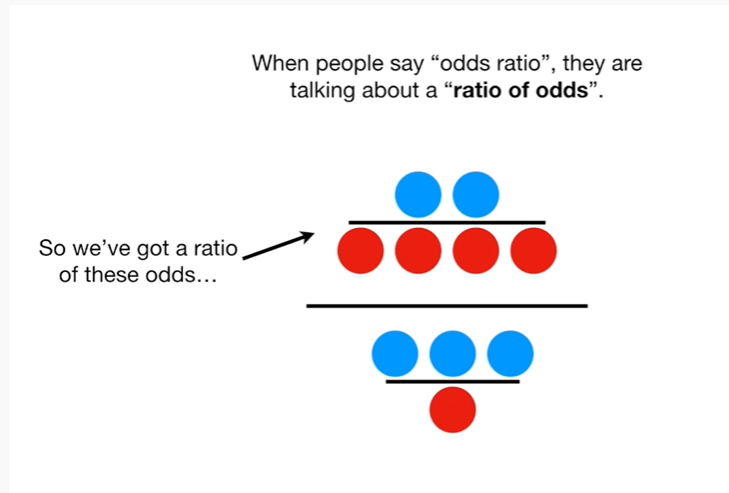 When people say “odds ratio”, they are
talking about a “ratio of odds”.
So we’ve got a ratio
of these odds…